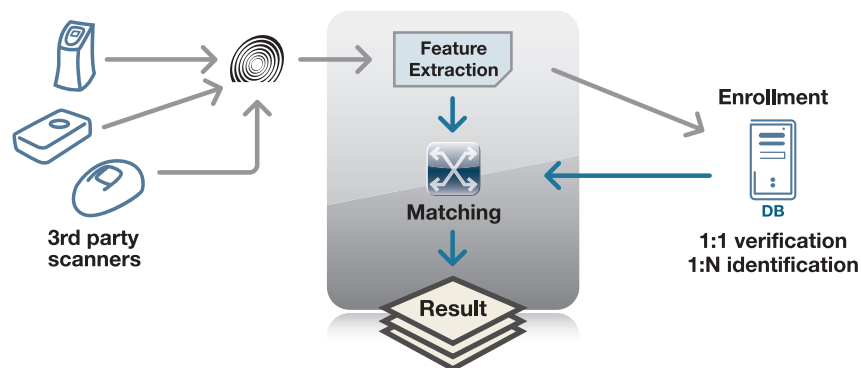 Feature
Extraction
Enrollment
Matching
DB
3rd party
scanners
1:1 verification
1:N identification
Result